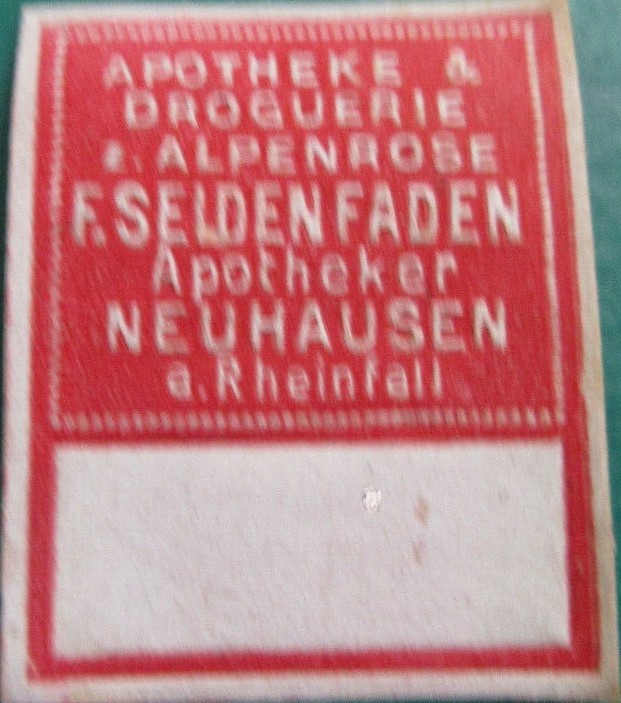 APOTHEKE &
DROGUERIE
z. ALPENROSE
F. SEIDENFADEN
Apotheker
NEUHAUSEN
a. Rheinfall